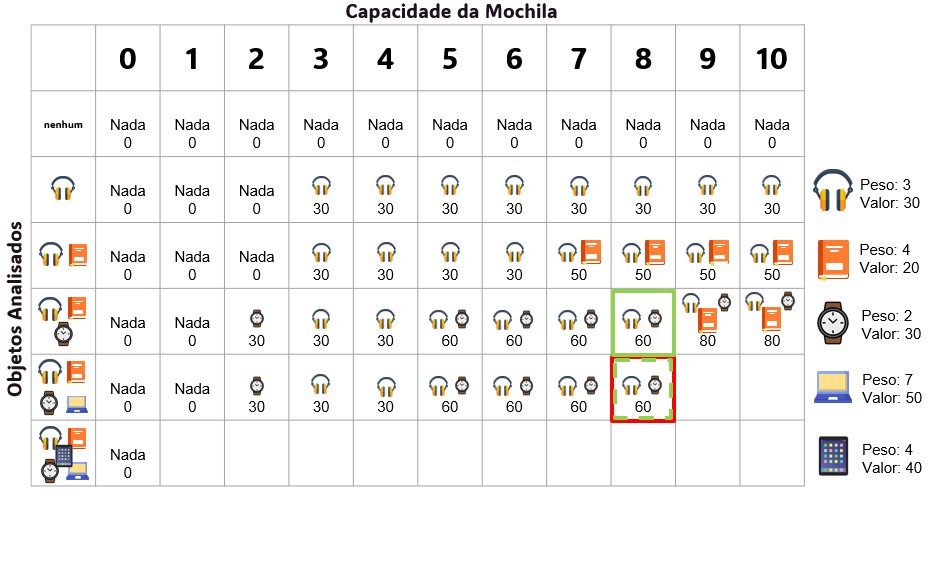 Capacidade da Mochila
0 1 2 3 4 5 6 7 8 9 10
Objetos Analisados
nenhum
Nada Nada Nada Nada Nada Nada Nada Nada Nada Nada Nada
0 0 0 0 0 0 0 0 0 0 0
Nada Nada Nada
0 0 0 30 30 30 30 30 30 30 30
Peso: 3
Valor: 30
Nada Nada Nada
0 0 0 30 30 30 30 50 50 50 50
Peso: 4
Valor: 20
Nada Nada
0 0 30 30 30 60 60 60 60 80 80
Peso: 2
Valor: 30
Nada Nada
0 0 30 30 30 60 60 60 60
Peso: 7
Valor: 50
Nada
0
Peso: 4
Valor: 40